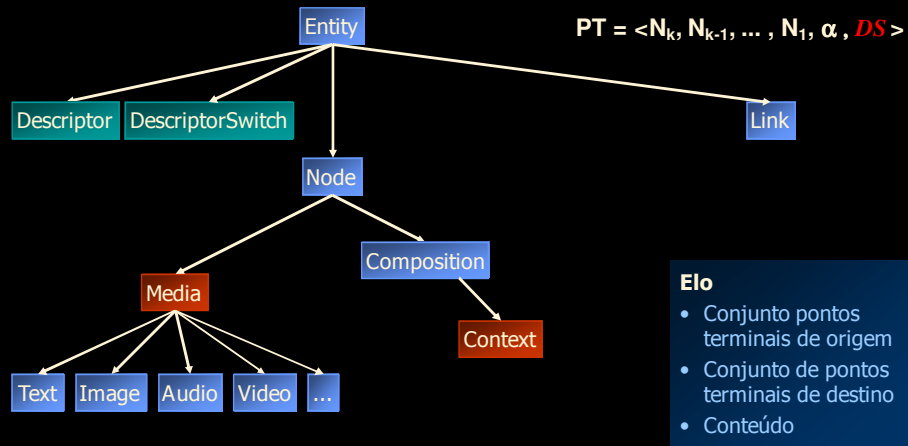 Entity
PT = <Nk, Nk-1, ... , N1, α , DS >
Descriptor
DescriptorSwitch
Link
Node
Composition
Media
Context
Text
Image
Audio
Video
...
Elo
• Conjunto pontos
terminais de origem
• Conjunto de pontos
terminais de destino
• Conteúdo